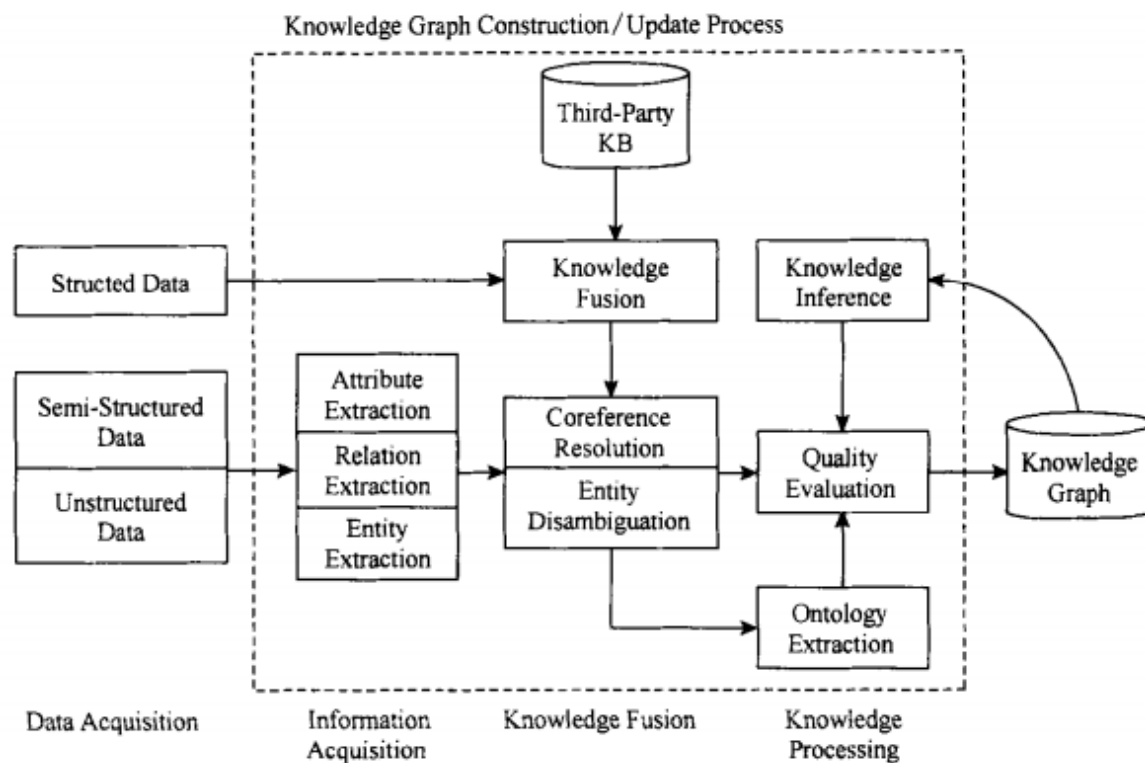 Knowledge Graph Construction/Update Process
Third-Party
KB
Structed Data
Knowledge
Fusion
Knowledge
Inference
Semi-Structured
Data
Unstructured
Data
Attribute
Extraction
Relation
Extraction
Entity
Extraction
Coreference
Resolution
Entity
Disambiguation
Quality
Evaluation
Knowledge
Graph
Ontology
Extraction
Data Acquisition
Information
Acquisition
Knowledge Fusion
Knowledge
Processing